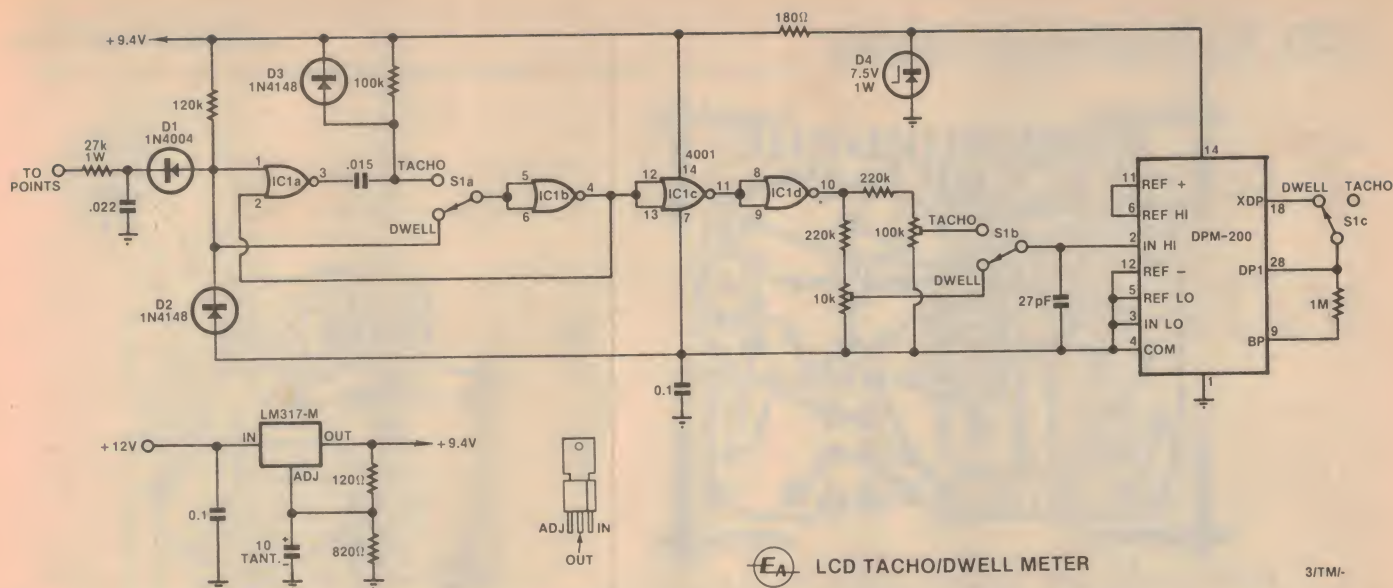 +9.4V
180Ω
D3
1N4148
100k
D4
7.5V
1W
120k
D1
1N4004
27k
1W
TO
POINTS
.022
1
2
IC1a
3
.015
TACHO
S1a
DWELL
5
6
IC1b
4
4001
14
12
13
IC1c
11
7
8
9
IC1d
10
220k
220k
100k
10k
TACHO
S1b
DWELL
27pF
D2
1N4148
0.1
14
11
REF +
6
REF HI
2
IN HI
12
REF −
5
REF LO
3
IN LO
4
COM
DPM-200
XDP
18
DP1
28
BP
9
1
DWELL
TACHO
S1c
1M
LM317-M
+12V
IN
OUT
ADJ
+9.4V
0.1
10
TANT.
+
-
120Ω
820Ω
ADJ
IN
OUT
EA
LCD TACHO/DWELL METER
3/TM/-